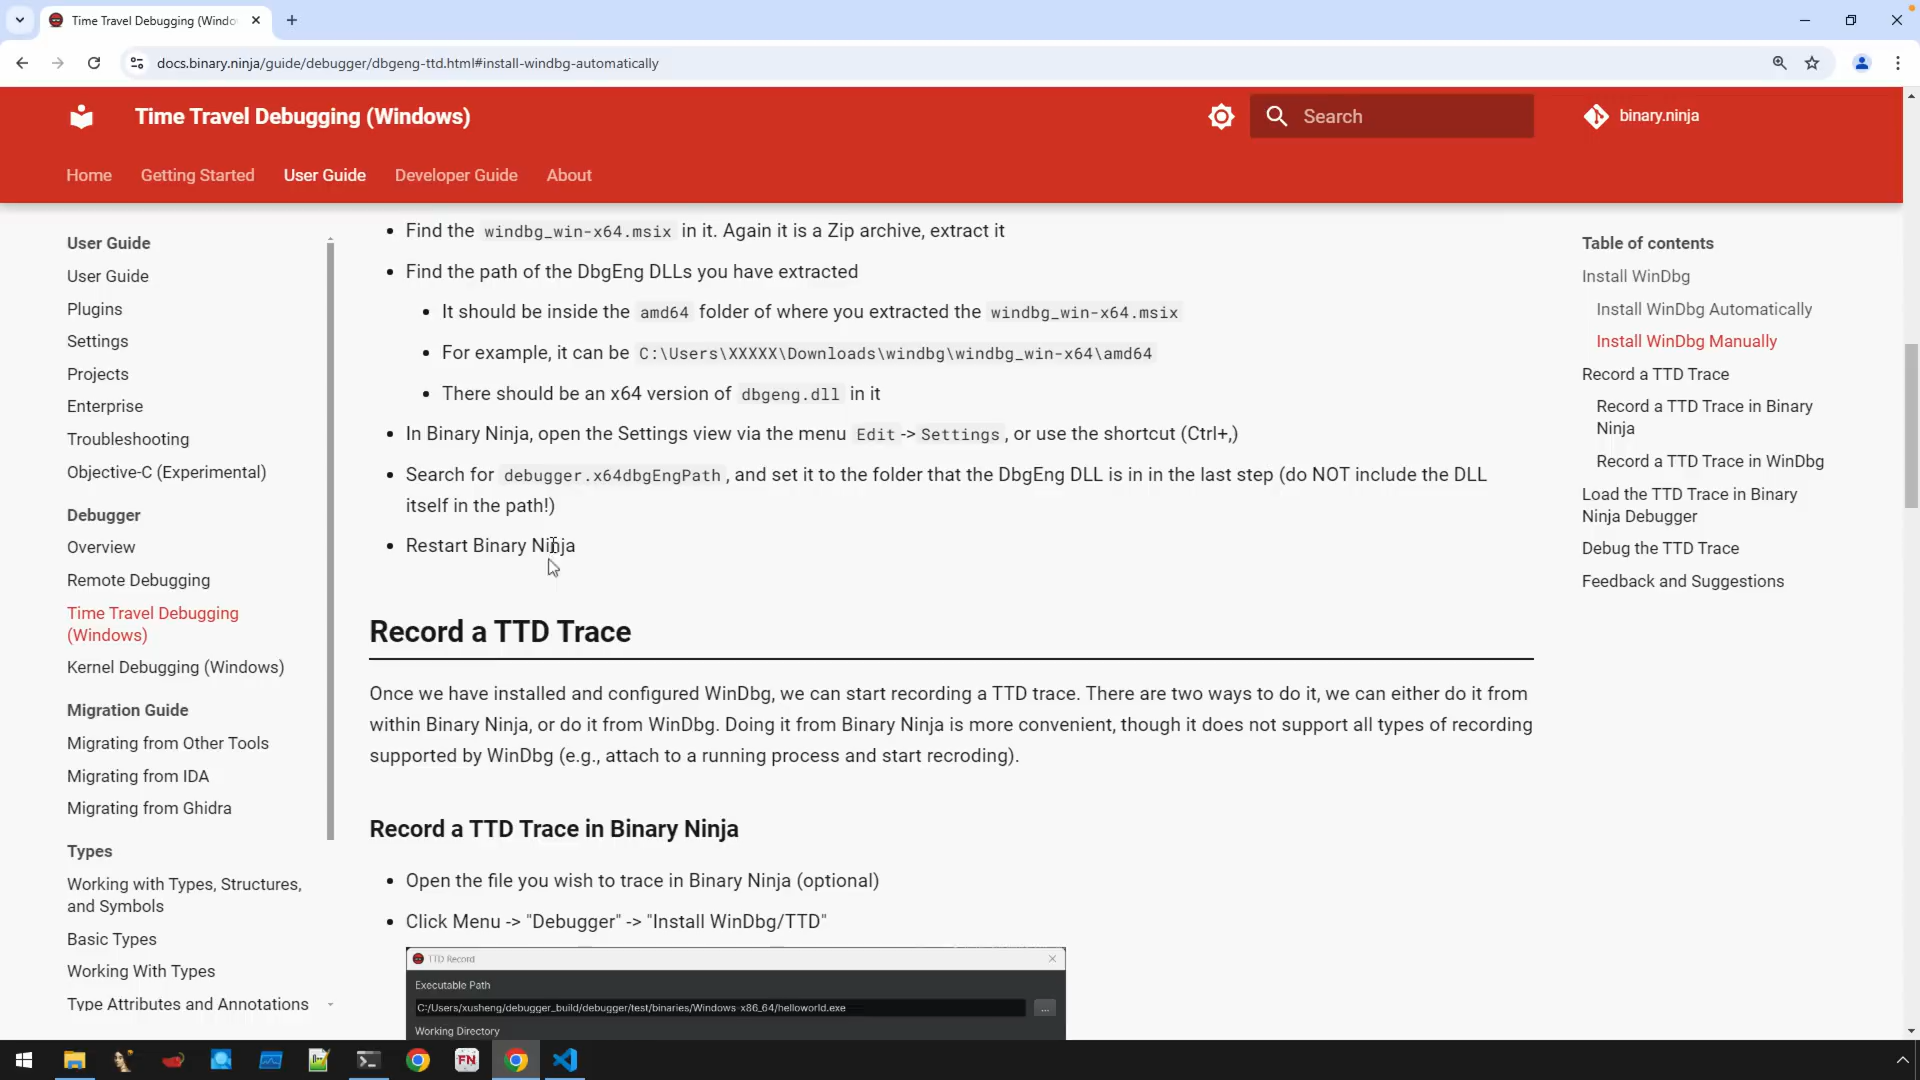 Time Travel Debugging (Windo
docs.binary.ninja/guide/debugger/dbgeng-ttd.html#install-windbg-automatically
Time Travel Debugging (Windows)
Search
binary.ninja
Home
Getting Started
User Guide
Developer Guide
About
User Guide
User Guide
Plugins
Settings
Projects
Enterprise
Troubleshooting
Objective-C (Experimental)
Debugger
Overview
Remote Debugging
Time Travel Debugging
(Windows)
Kernel Debugging (Windows)
Migration Guide
Migrating from Other Tools
Migrating from IDA
Migrating from Ghidra
Types
Working with Types, Structures,
and Symbols
Basic Types
Working With Types
Type Attributes and Annotations
Find the windbg_win-x64.msix in it. Again it is a Zip archive, extract it
Find the path of the DbgEng DLLs you have extracted
It should be inside the amd64 folder of where you extracted the windbg_win-x64.msix
For example, it can be C:\Users\XXXXX\Downloads\windbg\windbg_win-x64\amd64
There should be an x64 version of dbgeng.dll in it
In Binary Ninja, open the Settings view via the menu Edit -> Settings, or use the shortcut (Ctrl+,)
Search for debugger.x64dbgEngPath, and set it to the folder that the DbgEng DLL is in in the last step (do NOT include the DLL
itself in the path!)
Restart Binary Ninja
Record a TTD Trace
Once we have installed and configured WinDbg, we can start recording a TTD trace. There are two ways to do it, we can either do it from
within Binary Ninja, or do it from WinDbg. Doing it from Binary Ninja is more convenient, though it does not support all types of recording
supported by WinDbg (e.g., attach to a running process and start recroding).
Record a TTD Trace in Binary Ninja
Open the file you wish to trace in Binary Ninja (optional)
Click Menu -> "Debugger" -> "Install WinDbg/TTD"
TTD Record
Executable Path
C:/Users/xusheng/debugger_build/debugger/test/binaries/Windows-x86_64/helloworld.exe
...
Working Directory
Table of contents
Install WinDbg
Install WinDbg Automatically
Install WinDbg Manually
Record a TTD Trace
Record a TTD Trace in Binary
Ninja
Record a TTD Trace in WinDbg
Load the TTD Trace in Binary
Ninja Debugger
Debug the TTD Trace
Feedback and Suggestions
FN